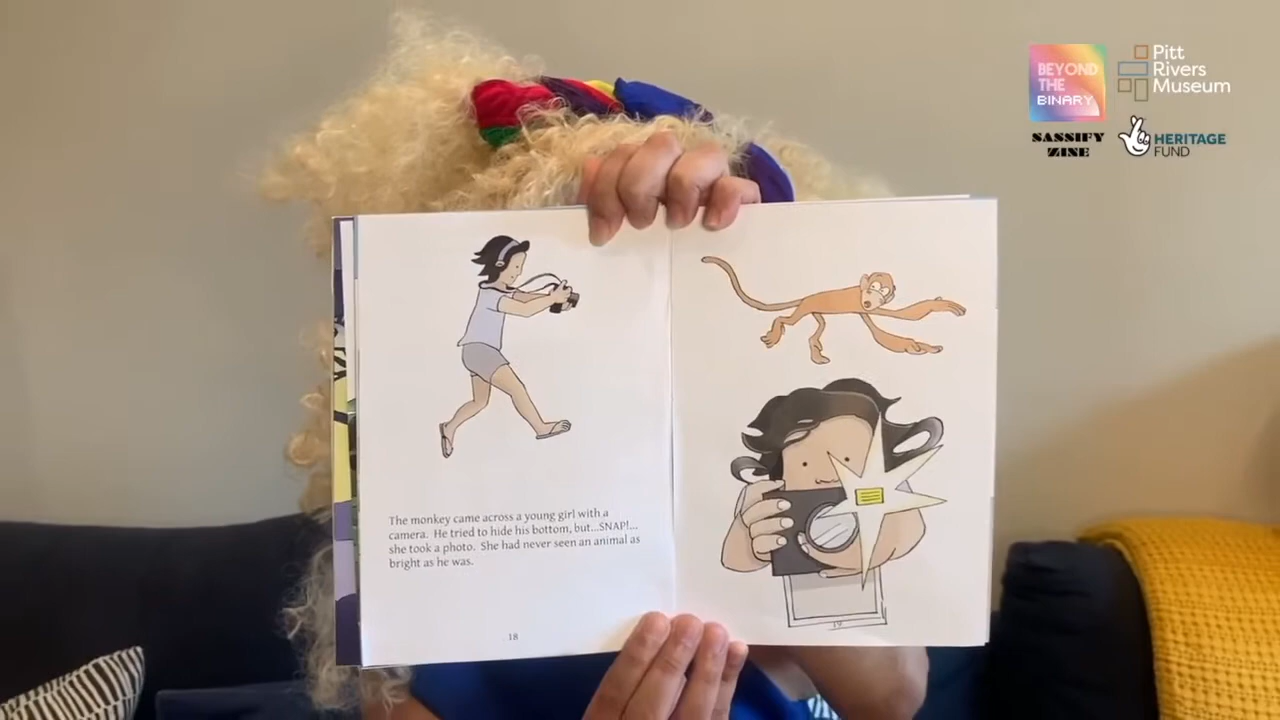 BEYOND
THE
BINARY
Pitt
Rivers
Museum
SASSIFY
ZINE
HERITAGE
FUND
The monkey came across a young girl with a
camera. He tried to hide his bottom, but...SNAP!...
she took a photo. She had never seen an animal as
bright as he was.
18
19